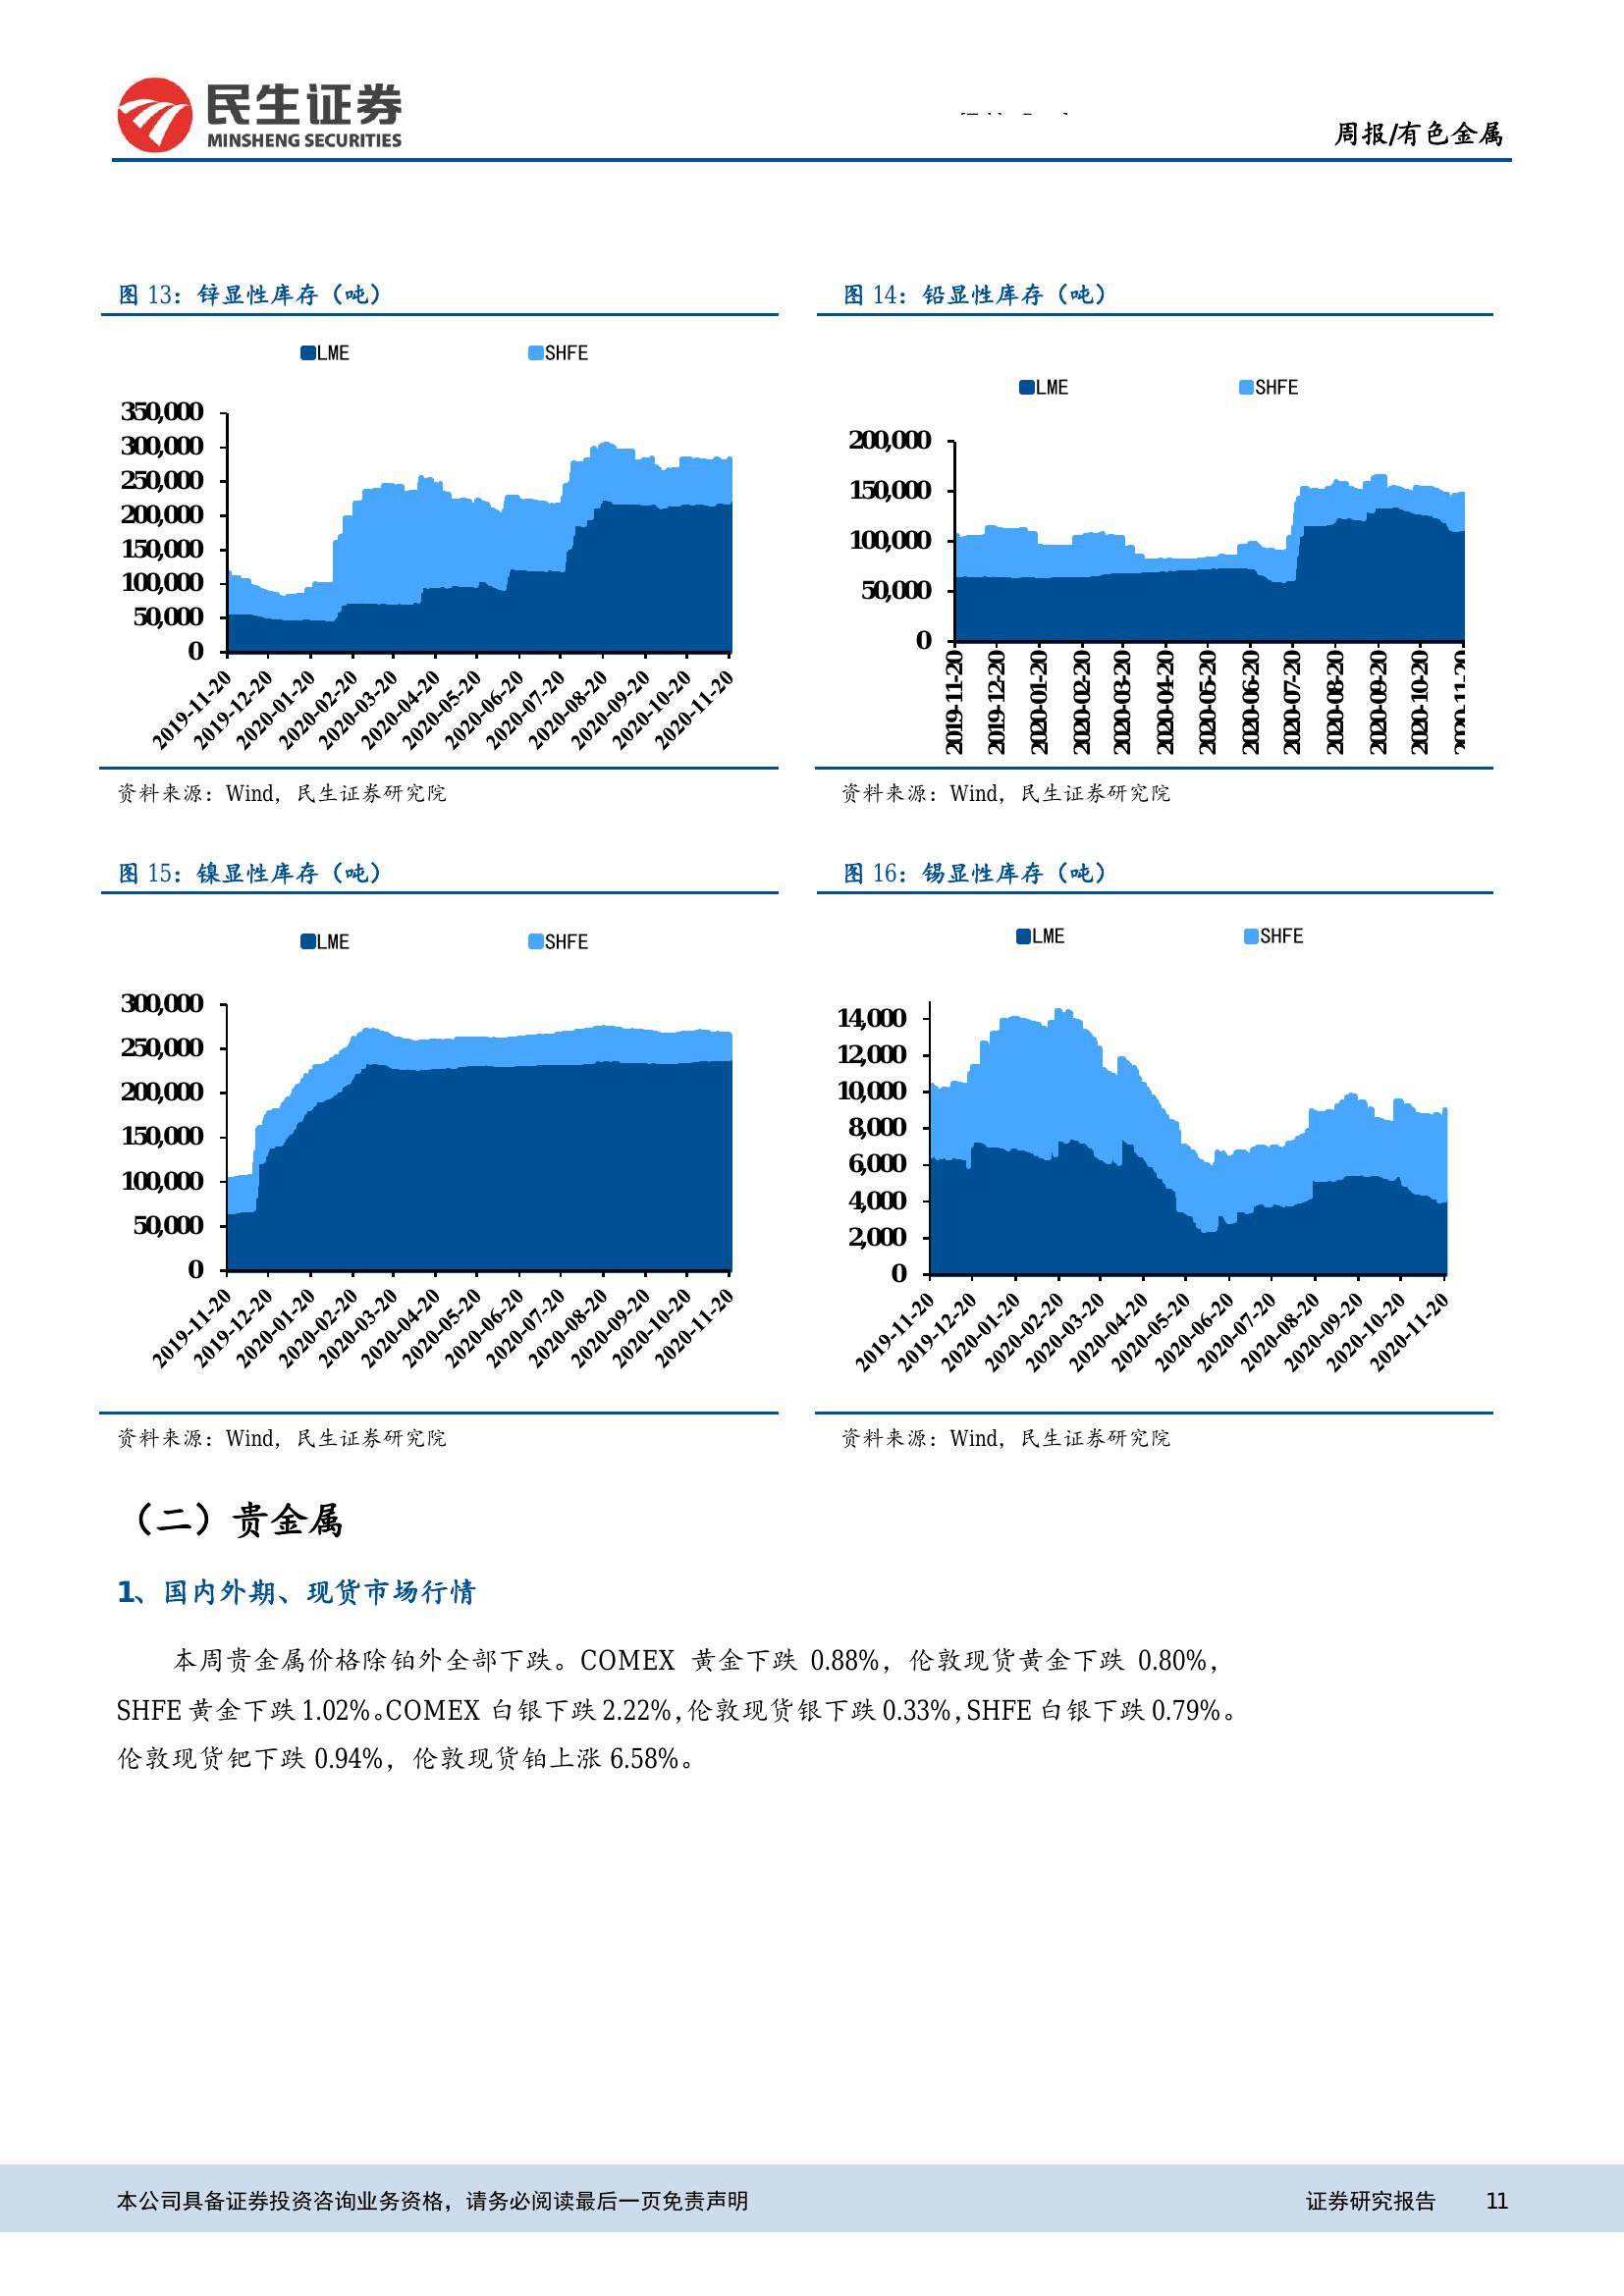 民生证券
MINSHENG SECURITIES
周报/有色金属
图 13：锌显性库存（吨）
LME SHFE
350,000
300,000
250,000
200,000
150,000
100,000
50,000
0
2019-11-20 2019-12-20 2020-01-20 2020-02-20 2020-03-20 2020-04-20 2020-05-20 2020-06-20 2020-07-20 2020-08-20 2020-09-20 2020-10-20 2020-11-20
资料来源：Wind，民生证券研究院
图 14：铅显性库存（吨）
LME SHFE
200,000
150,000
100,000
50,000
0
2019-11-20 2019-12-20 2020-01-20 2020-02-20 2020-03-20 2020-04-20 2020-05-20 2020-06-20 2020-07-20 2020-08-20 2020-09-20 2020-10-20 2020-11-20
资料来源：Wind，民生证券研究院
图 15：镍显性库存（吨）
LME SHFE
300,000
250,000
200,000
150,000
100,000
50,000
0
2019-11-20 2019-12-20 2020-01-20 2020-02-20 2020-03-20 2020-04-20 2020-05-20 2020-06-20 2020-07-20 2020-08-20 2020-09-20 2020-10-20 2020-11-20
资料来源：Wind，民生证券研究院
图 16：锡显性库存（吨）
LME SHFE
14,000
12,000
10,000
8,000
6,000
4,000
2,000
0
2019-11-20 2019-12-20 2020-01-20 2020-02-20 2020-03-20 2020-04-20 2020-05-20 2020-06-20 2020-07-20 2020-08-20 2020-09-20 2020-10-20 2020-11-20
资料来源：Wind，民生证券研究院
（二）贵金属
1、国内外期、现货市场行情
本周贵金属价格除铂外全部下跌。COMEX 黄金下跌 0.88%，伦敦现货黄金下跌 0.80%，
SHFE 黄金下跌 1.02%。COMEX 白银下跌 2.22%，伦敦现货银下跌 0.33%，SHFE 白银下跌 0.79%。
伦敦现货钯下跌 0.94%，伦敦现货铂上涨 6.58%。
本公司具备证券投资咨询业务资格，请务必阅读最后一页免责声明
证券研究报告 11